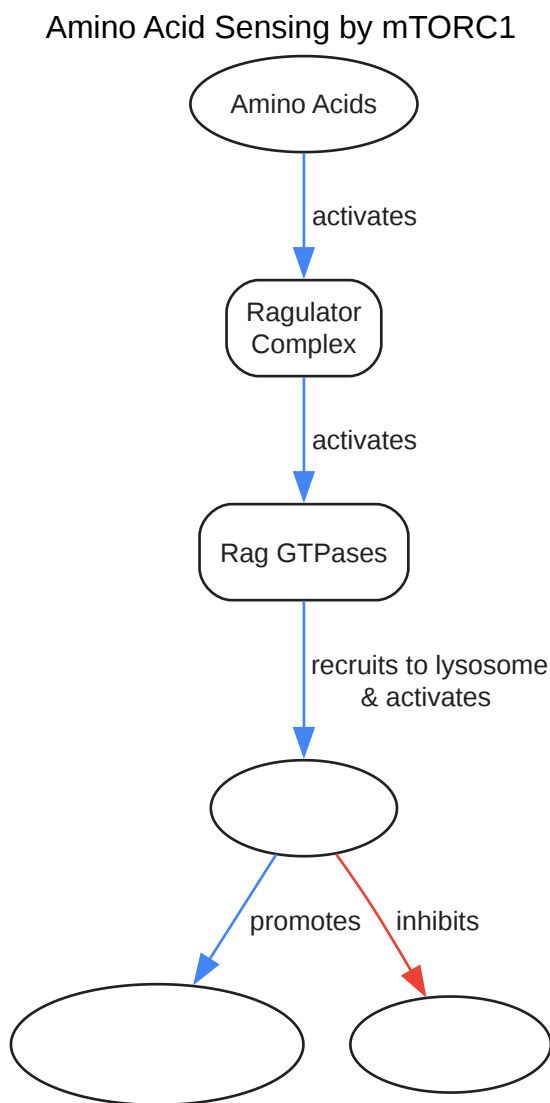 Amino Acid Sensing by mTORC1
Amino Acids
activates
Ragulator
Complex
activates
Rag GTPases
recruits to lysosome
& activates
promotes
inhibits